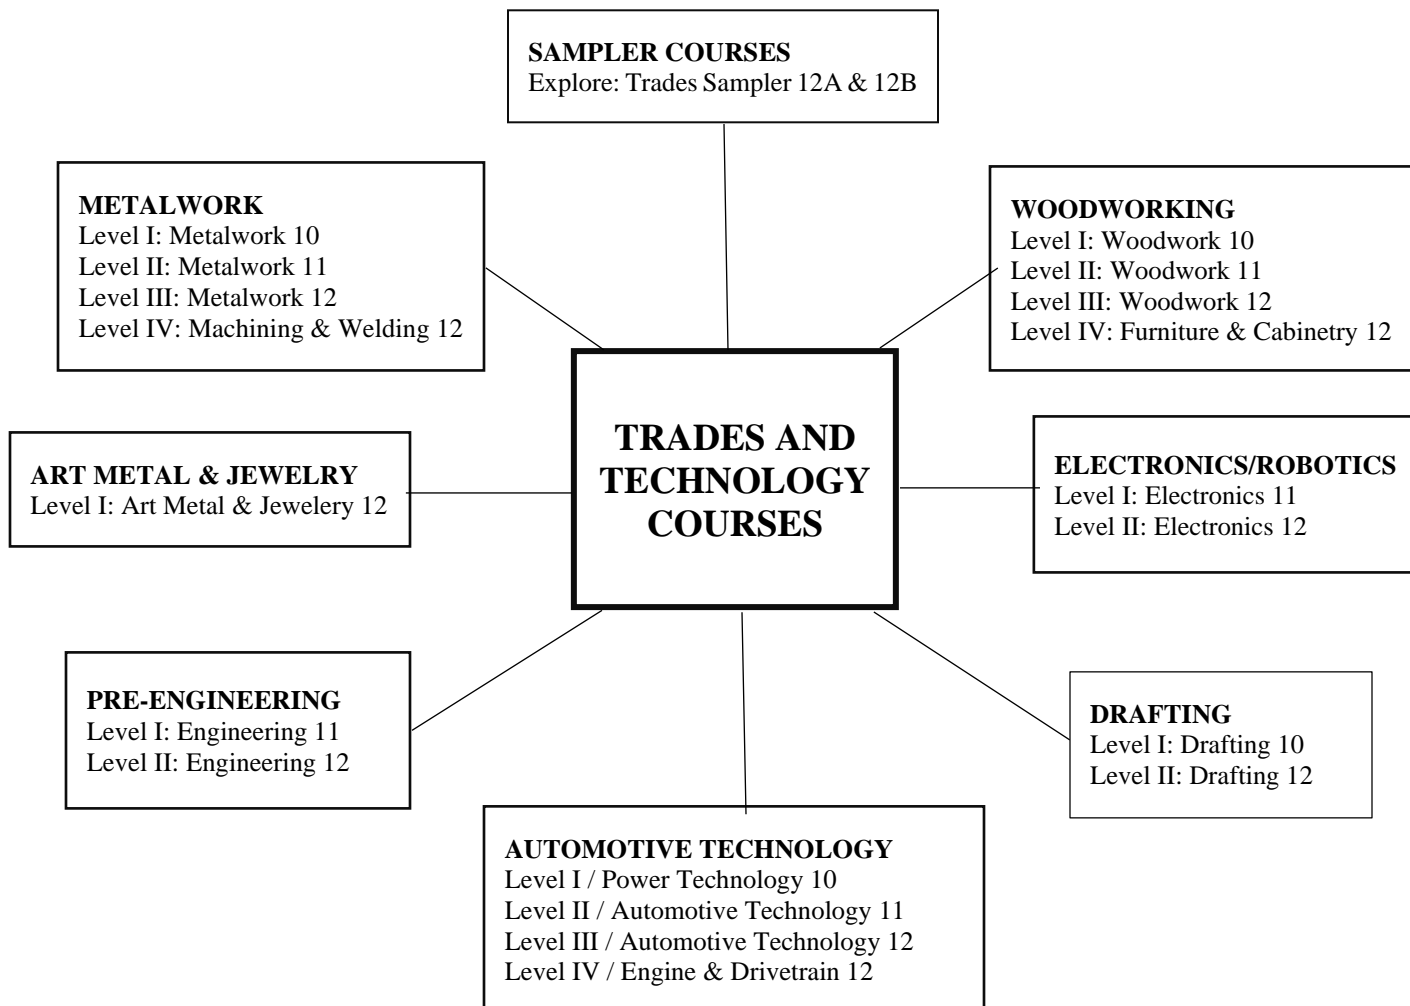 SAMPLER COURSES
Explore: Trades Sampler 12A & 12B
METALWORK
Level I: Metalwork 10
Level II: Metalwork 11
Level III: Metalwork 12
Level IV: Machining & Welding 12
WOODWORKING
Level I: Woodwork 10
Level II: Woodwork 11
Level III: Woodwork 12
Level IV: Furniture & Cabinetry 12
TRADES AND
TECHNOLOGY
COURSES
ART METAL & JEWELRY
Level I: Art Metal & Jewelery 12
ELECTRONICS/ROBOTICS
Level I: Electronics 11
Level II: Electronics 12
PRE-ENGINEERING
Level I: Engineering 11
Level II: Engineering 12
DRAFTING
Level I: Drafting 10
Level II: Drafting 12
AUTOMOTIVE TECHNOLOGY
Level I / Power Technology 10
Level II / Automotive Technology 11
Level III / Automotive Technology 12
Level IV / Engine & Drivetrain 12